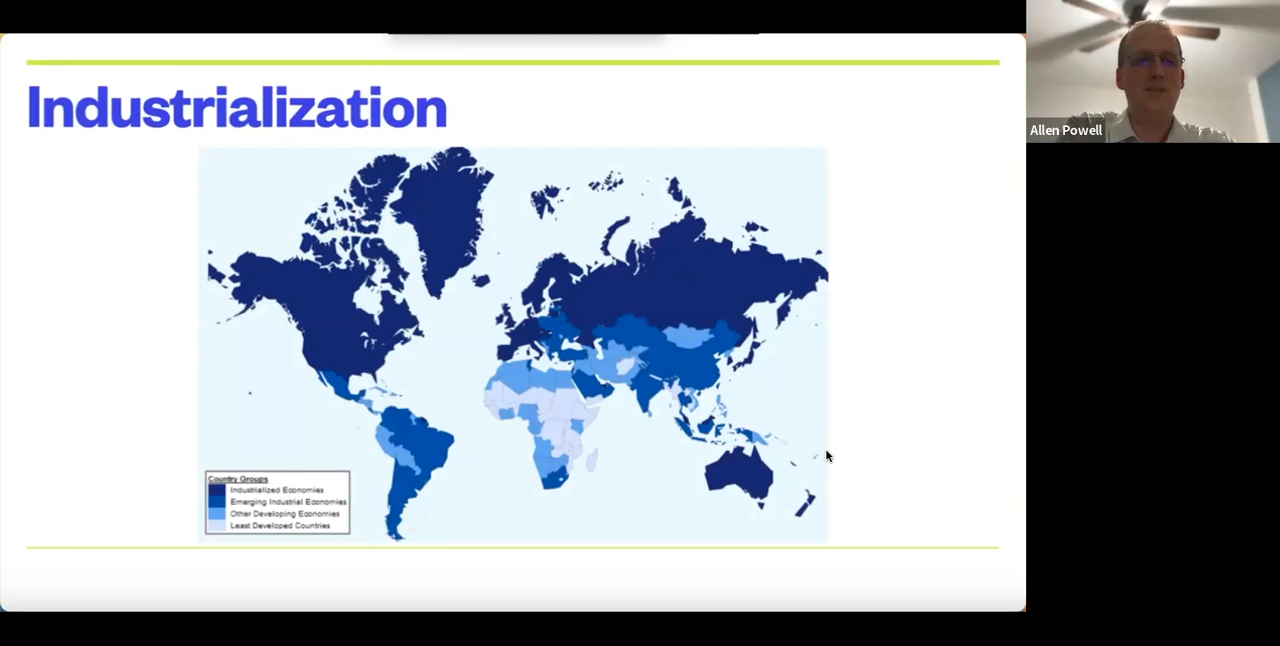 Industrialization
Allen Powell
Country Groups
Industrialized Economies
Emerging Industrial Economies
Other Developing Economies
Least Developed Countries